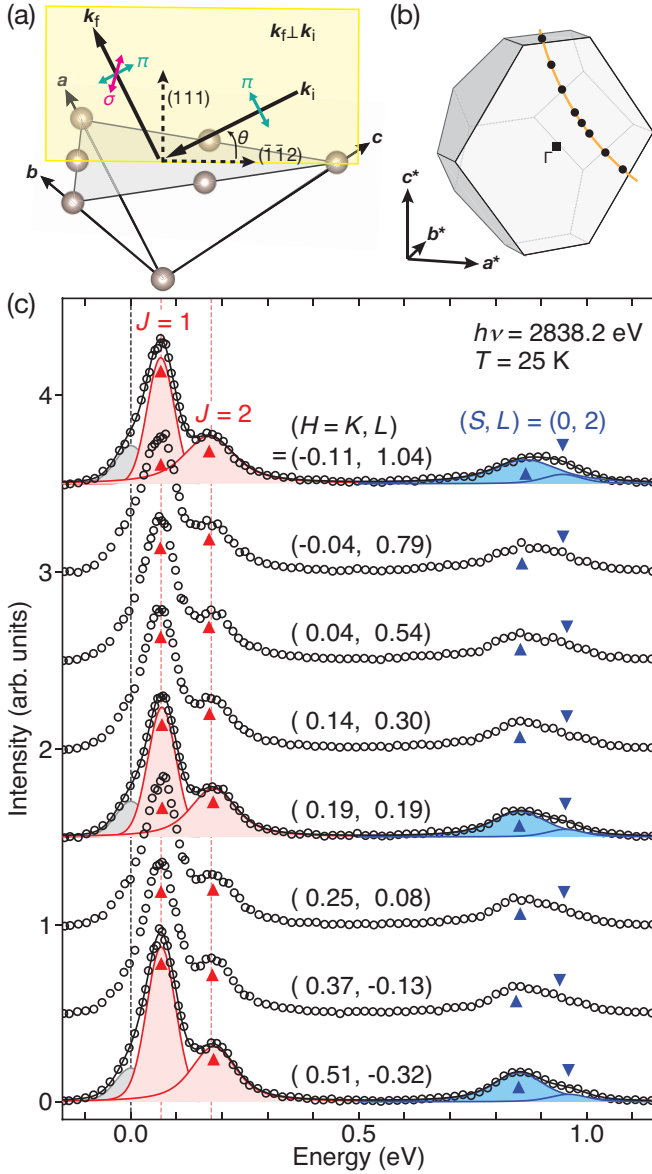 (a)
k_f
k_f⊥k_i
π
σ
π
k_i
a
(111)
θ
(1̄1̄2)
c
b
(b)
Γ
c*
b*
a*
(c)
J = 1
hν = 2838.2 eV
T = 25 K
J = 2
(H = K, L)
(S, L) = (0, 2)
=(-0.11, 1.04)
(-0.04, 0.79)
( 0.04, 0.54)
( 0.14, 0.30)
( 0.19, 0.19)
( 0.25, 0.08)
( 0.37, -0.13)
( 0.51, -0.32)
4
3
2
1
0
Intensity (arb. units)
0.0
0.5
1.0
Energy (eV)